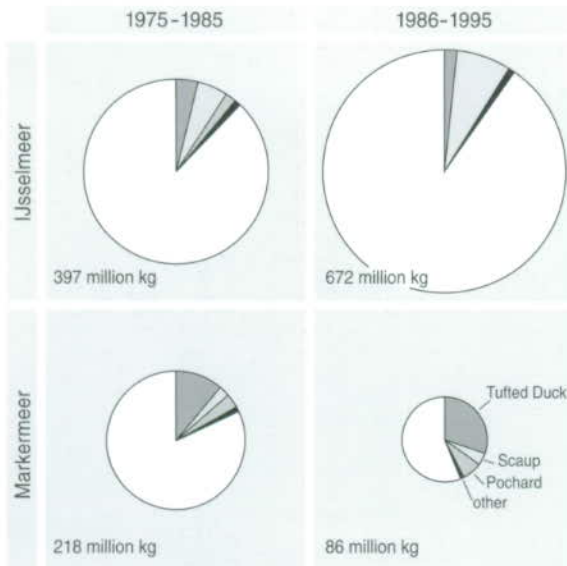 1975-1985
1986-1995
IJsselmeer
397 million kg
672 million kg
Markermeer
Tufted Duck
Scaup
Pochard
other
218 million kg
86 million kg